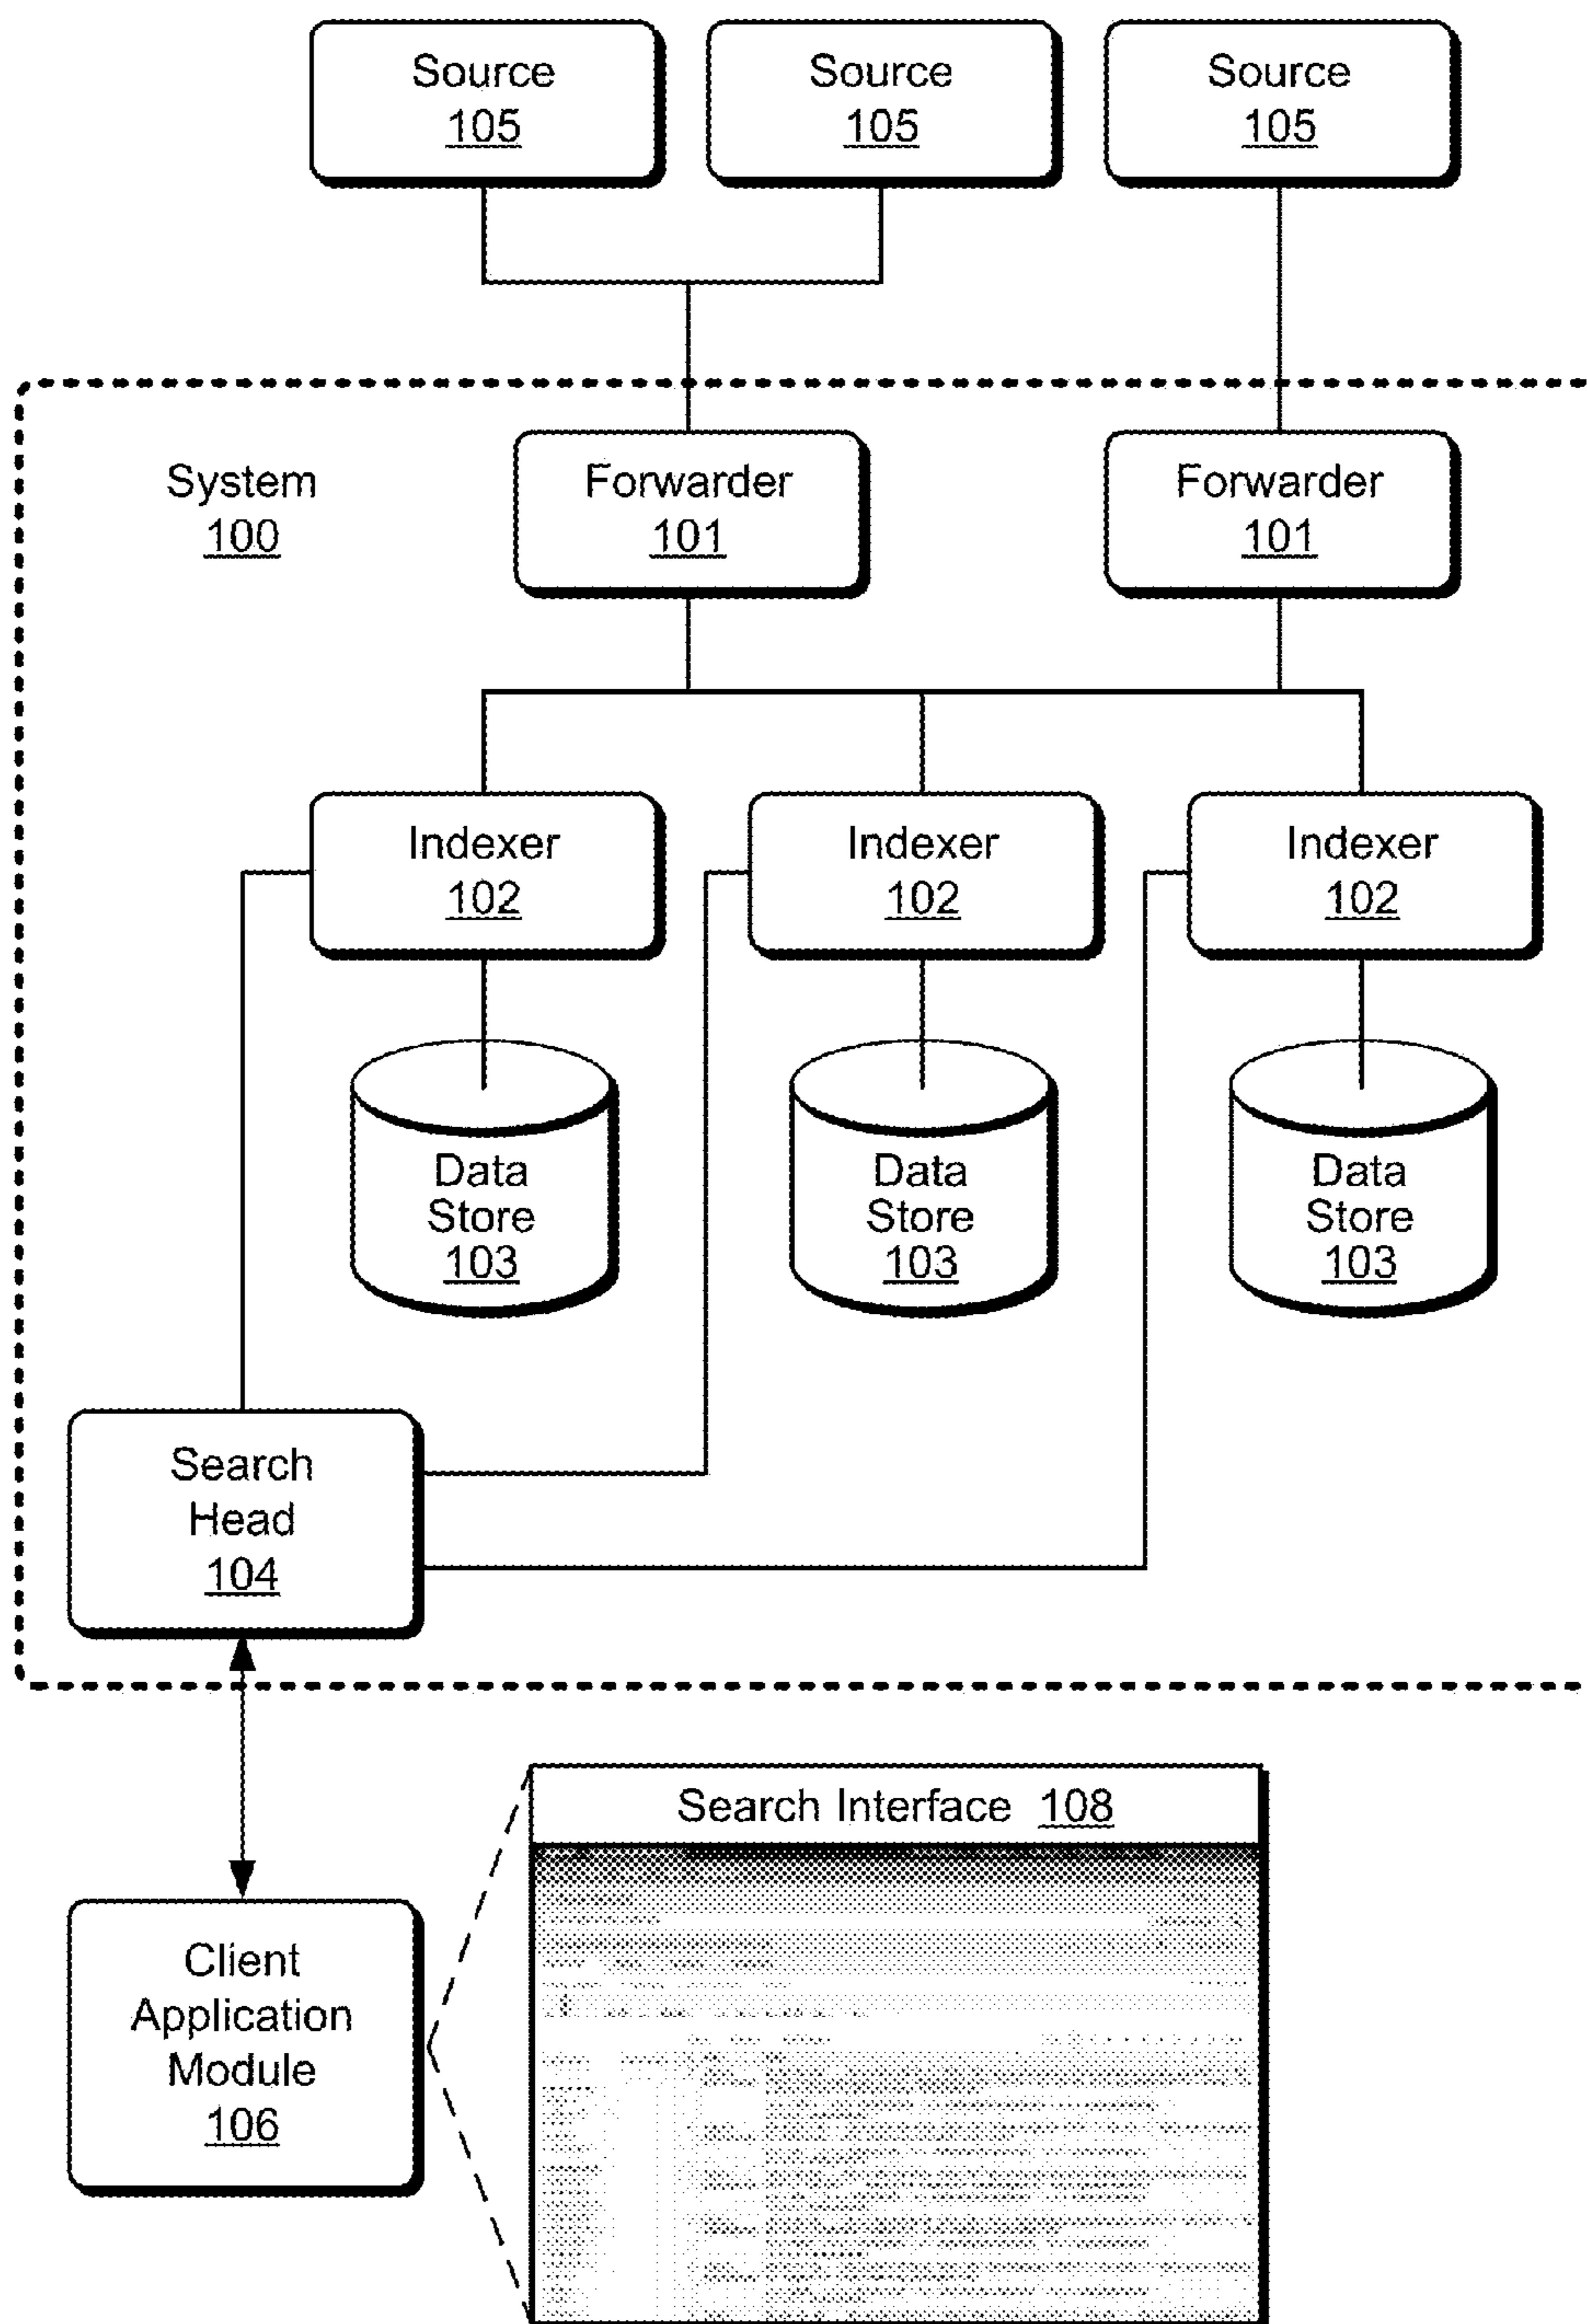 Source
105
Source
105
Source
105
System
100
Forwarder
101
Forwarder
101
Indexer
102
Indexer
102
Indexer
102
Data
Store
103
Data
Store
103
Data
Store
103
Search
Head
104
Search Interface 108
Client
Application
Module
106